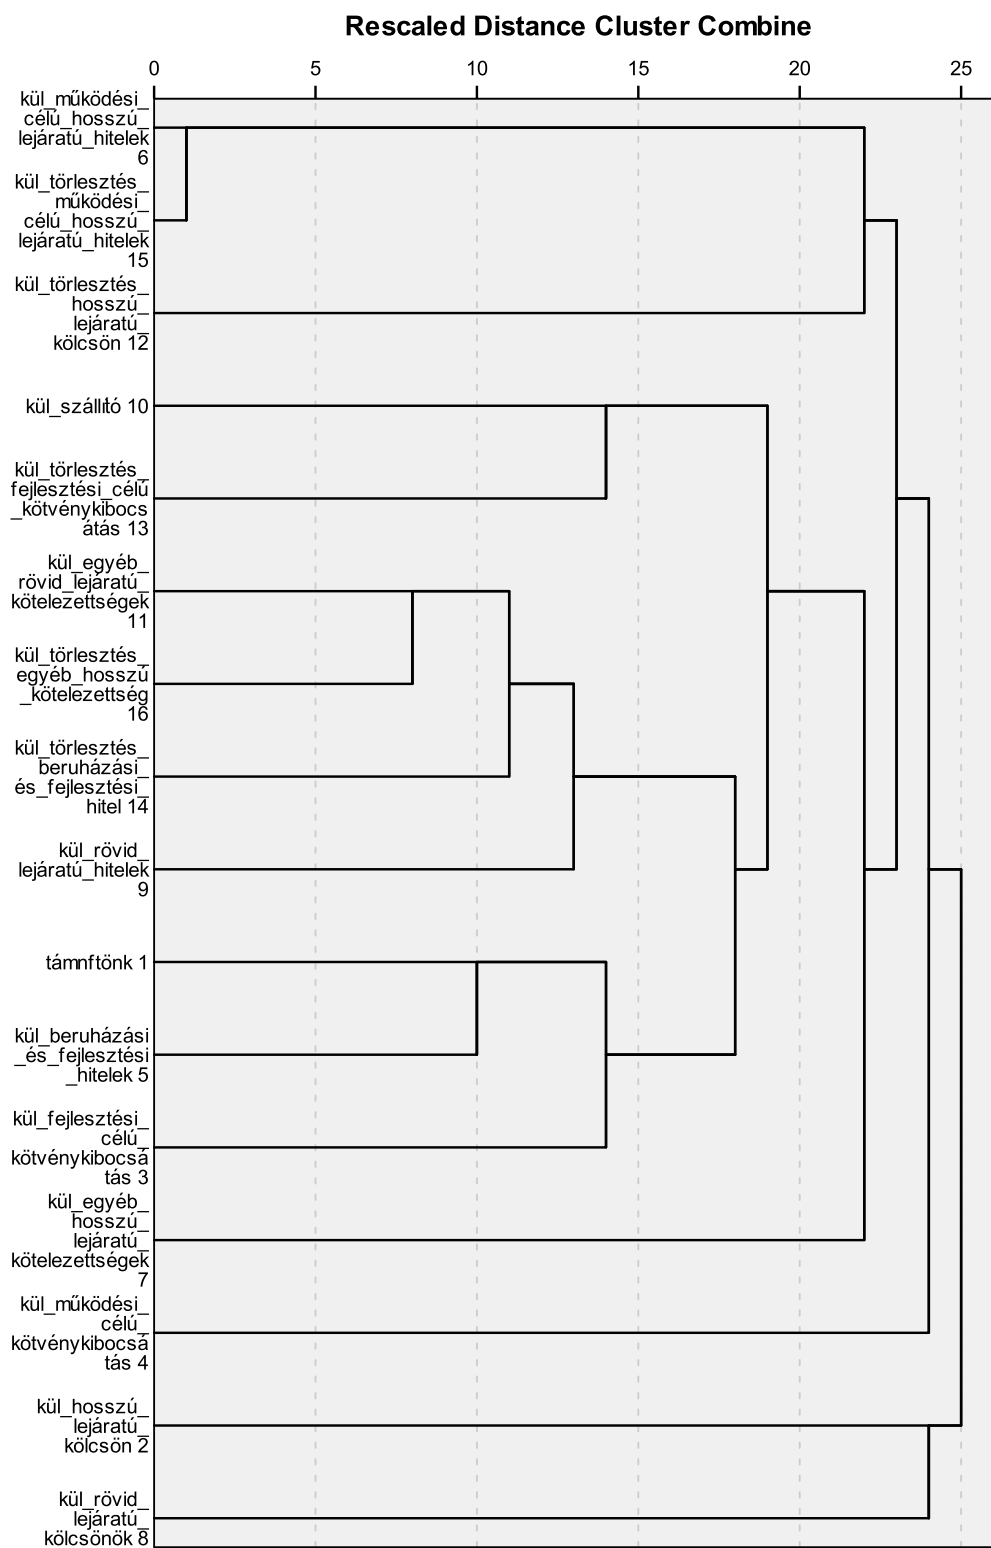 Rescaled Distance Cluster Combine
0 5 10 15 20 25
kül_működési_
célú_hosszú_
lejáratú_hitelek
6
kül_törlesztés_
működési_
célú_hosszú_
lejáratú_hitelek
15
kül_törlesztés_
hosszú_
lejáratú_
kölcsön 12
kül_szállító 10
kül_törlesztés_
fejlesztési_célú
_kötvénykibocs
átás 13
kül_egyéb_
rövid_lejáratú_
kötelezettségek
11
kül_törlesztés_
egyéb_hosszú
_kötelezettség
16
kül_törlesztés_
beruházási_
és_fejlesztési_
hitel 14
kül_rövid_
lejáratú_hitelek
9
támnftönk 1
kül_beruházási
_és_fejlesztési
_hitelek 5
kül_fejlesztési_
célú_
kötvénykibocsá
tás 3
kül_egyéb_
hosszú_
lejáratú_
kötelezettségek
7
kül_működési_
célú_
kötvénykibocsá
tás 4
kül_hosszú_
lejáratú_
kölcsön 2
kül_rövid_
lejáratú_
kölcsönök 8